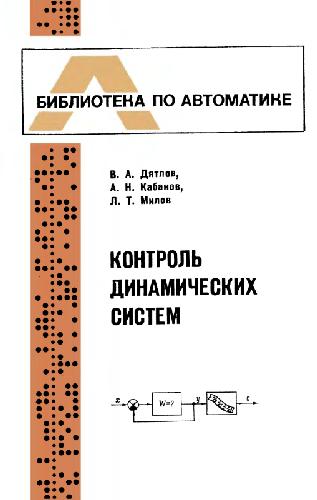 БИБЛИОТЕКА ПО АВТОМАТИКЕ
В. А. Дятлов,
А. Н. Кабанов,
Л. Т. Милов
КОНТРОЛЬ
ДИНАМИЧЕСКИХ
СИСТЕМ
x W=? y ε